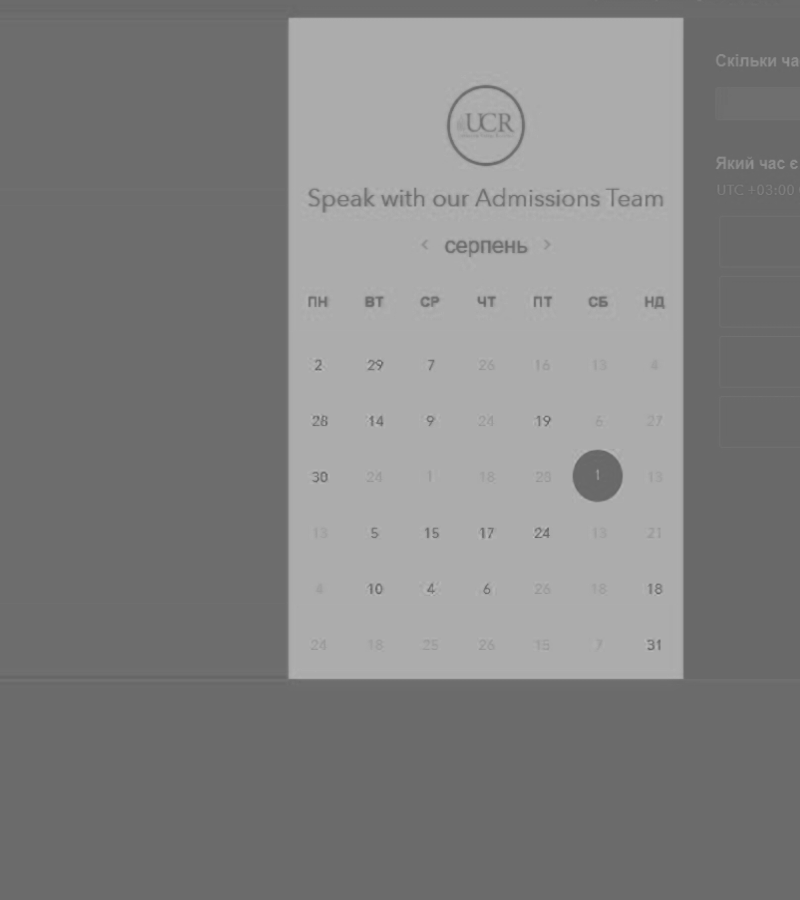 Скільки ча
UCR
Який час є
UTC +03:00
Speak with our Admissions Team
< серпень >
ПН ВТ СР ЧТ ПТ СБ НД
2 29 7 26 16 13 4
28 14 9 24 19 6 27
30 24 1 18 1 13
13 5 15 17 24 13 21
4 10 4 6 26 18 18
24 18 25 26 15 7 31